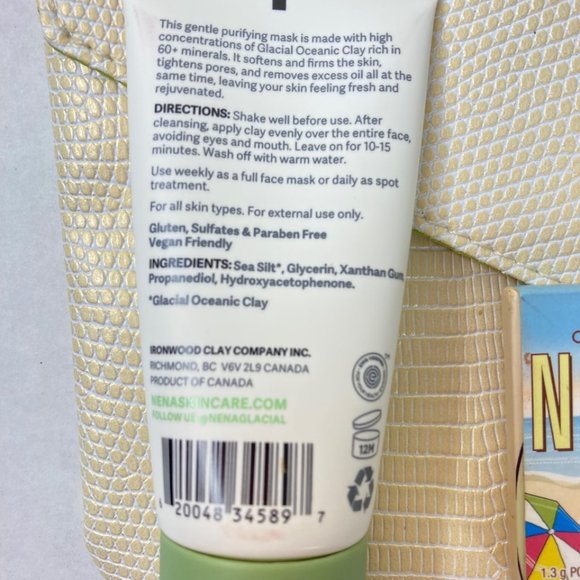 This gentle purifying mask is made with high
concentrations of Glacial Oceanic Clay rich in
60+ minerals. It softens and firms the skin,
tightens pores, and removes excess oil all at the
same time, leaving your skin feeling fresh and
rejuvenated.
DIRECTIONS: Shake well before use. After
cleansing, apply clay evenly over the entire face,
avoiding eyes and mouth. Leave on for 10-15
minutes. Wash off with warm water.
Use weekly as a full face mask or daily as spot
treatment.
For all skin types. For external use only.
Gluten, Sulfates & Paraben Free
Vegan Friendly
INGREDIENTS: Sea Silt*, Glycerin, Xanthan Gum,
Propanediol, Hydroxyacetophenone.
*Glacial Oceanic Clay
IRONWOOD CLAY COMPANY INC.
RICHMOND, BC V6V 2L9 CANADA
PRODUCT OF CANADA
NENASKINCARE.COM
FOLLOW US @NENAGLACIAL
12M
20048 34589 7
N
1.3 g